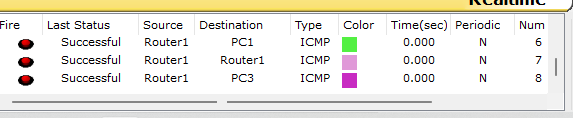 Realtime
Fire Last Status Source Destination Type Color Time(sec) Periodic Num
Successful Router1 PC1 ICMP 0.000 N 6
Successful Router1 Router1 ICMP 0.000 N 7
Successful Router1 PC3 ICMP 0.000 N 8